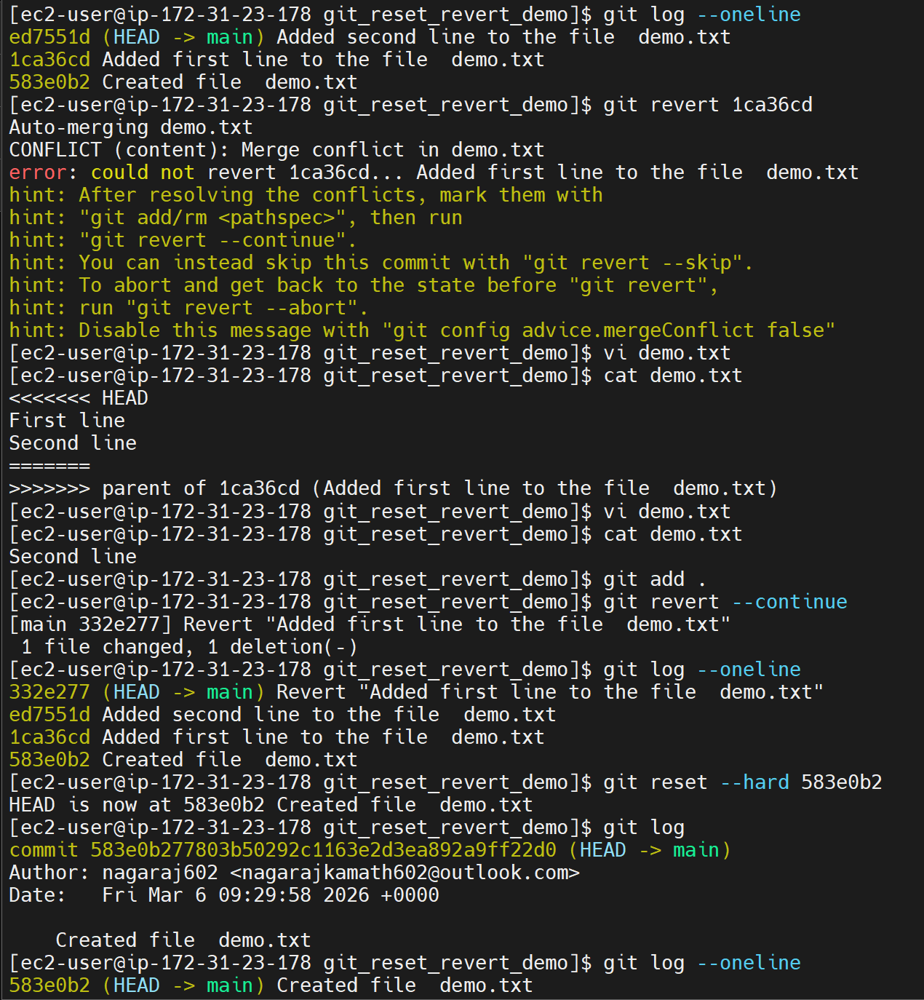 [ec2-user@ip-172-31-23-178 git_reset_revert_demo]$ git log --oneline
ed7551d (HEAD -> main) Added second line to the file  demo.txt
1ca36cd Added first line to the file  demo.txt
583e0b2 Created file  demo.txt
[ec2-user@ip-172-31-23-178 git_reset_revert_demo]$ git revert 1ca36cd
Auto-merging demo.txt
CONFLICT (content): Merge conflict in demo.txt
error: could not revert 1ca36cd... Added first line to the file  demo.txt
hint: After resolving the conflicts, mark them with
hint: "git add/rm <pathspec>", then run
hint: "git revert --continue".
hint: You can instead skip this commit with "git revert --skip".
hint: To abort and get back to the state before "git revert",
hint: run "git revert --abort".
hint: Disable this message with "git config advice.mergeConflict false"
[ec2-user@ip-172-31-23-178 git_reset_revert_demo]$ vi demo.txt
[ec2-user@ip-172-31-23-178 git_reset_revert_demo]$ cat demo.txt
<<<<<<< HEAD
First line
Second line
=======
>>>>>>> parent of 1ca36cd (Added first line to the file  demo.txt)
[ec2-user@ip-172-31-23-178 git_reset_revert_demo]$ vi demo.txt
[ec2-user@ip-172-31-23-178 git_reset_revert_demo]$ cat demo.txt
Second line
[ec2-user@ip-172-31-23-178 git_reset_revert_demo]$ git add .
[ec2-user@ip-172-31-23-178 git_reset_revert_demo]$ git revert --continue
[main 332e277] Revert "Added first line to the file  demo.txt"
 1 file changed, 1 deletion(-)
[ec2-user@ip-172-31-23-178 git_reset_revert_demo]$ git log --oneline
332e277 (HEAD -> main) Revert "Added first line to the file  demo.txt"
ed7551d Added second line to the file  demo.txt
1ca36cd Added first line to the file  demo.txt
583e0b2 Created file  demo.txt
[ec2-user@ip-172-31-23-178 git_reset_revert_demo]$ git reset --hard 583e0b2
HEAD is now at 583e0b2 Created file  demo.txt
[ec2-user@ip-172-31-23-178 git_reset_revert_demo]$ git log
commit 583e0b277803b50292c1163e2d3ea892a9ff22d0 (HEAD -> main)
Author: nagaraj602 <nagarajkamath602@outlook.com>
Date:   Fri Mar 6 09:29:58 2026 +0000

    Created file  demo.txt
[ec2-user@ip-172-31-23-178 git_reset_revert_demo]$ git log --oneline
583e0b2 (HEAD -> main) Created file  demo.txt